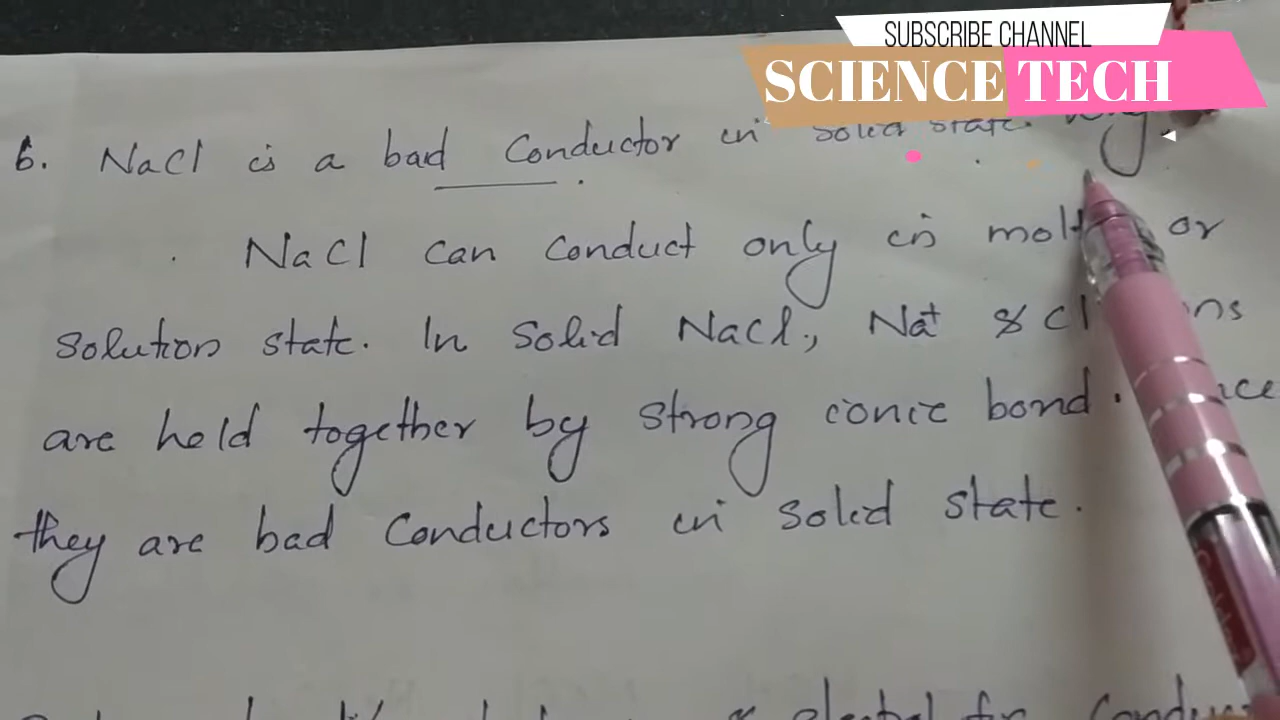 SUBSCRIBE CHANNEL
SCIENCE TECH
6. NaCl is a bad Conductor in solid state.
NaCl can conduct only in or
solution state. In solid NaCl, Na+ & Cl
are held together by strong ionic bond.
they are bad conductors in solid state.